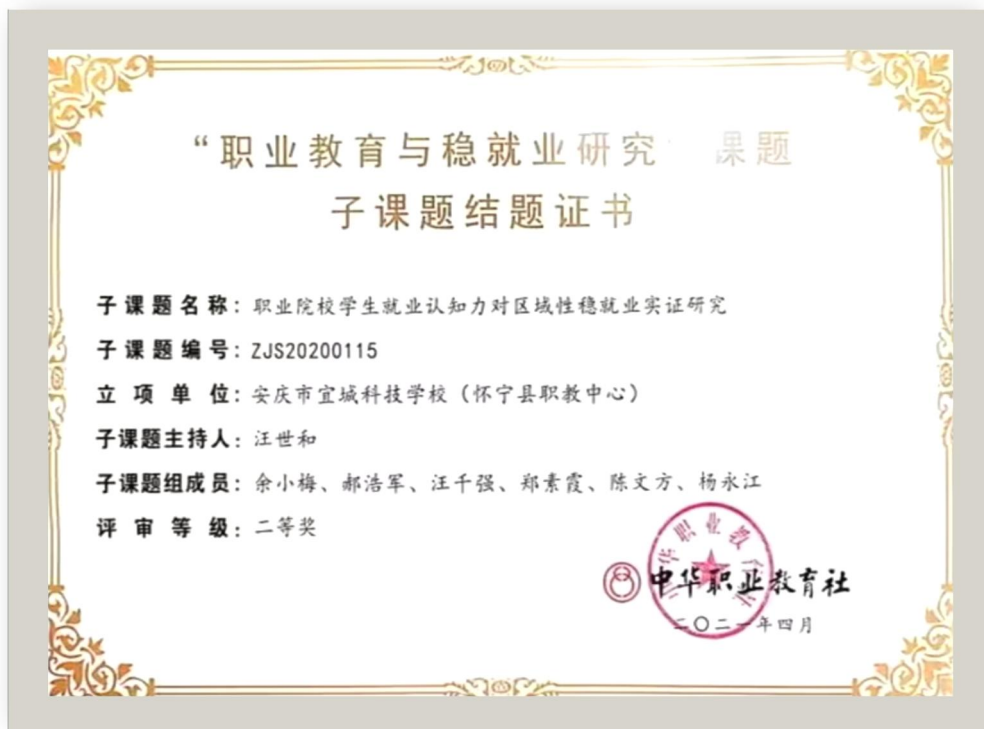 “职业教育与稳就业研究”课题
子课题结题证书
子课题名称：职业院校学生就业认知力对区域性稳就业实证研究
子课题编号：ZJS20200115
立项单位：安庆市宜城科技学校（怀宁县职教中心）
子课题主持人：汪世和
子课题组成员：余小梅、郝浩军、汪千强、郑素霞、陈文方、杨永江
评审等级：二等奖
中华职业教育社
二〇二一年四月